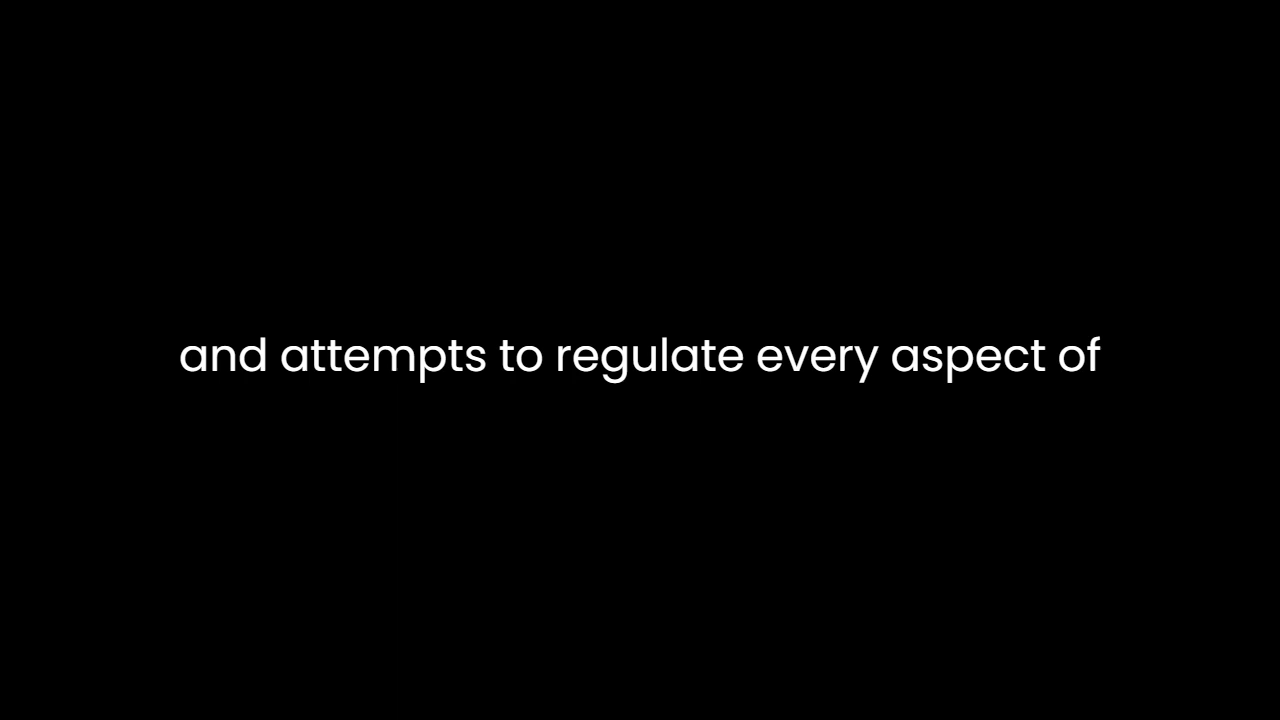 and attempts to regulate every aspect of